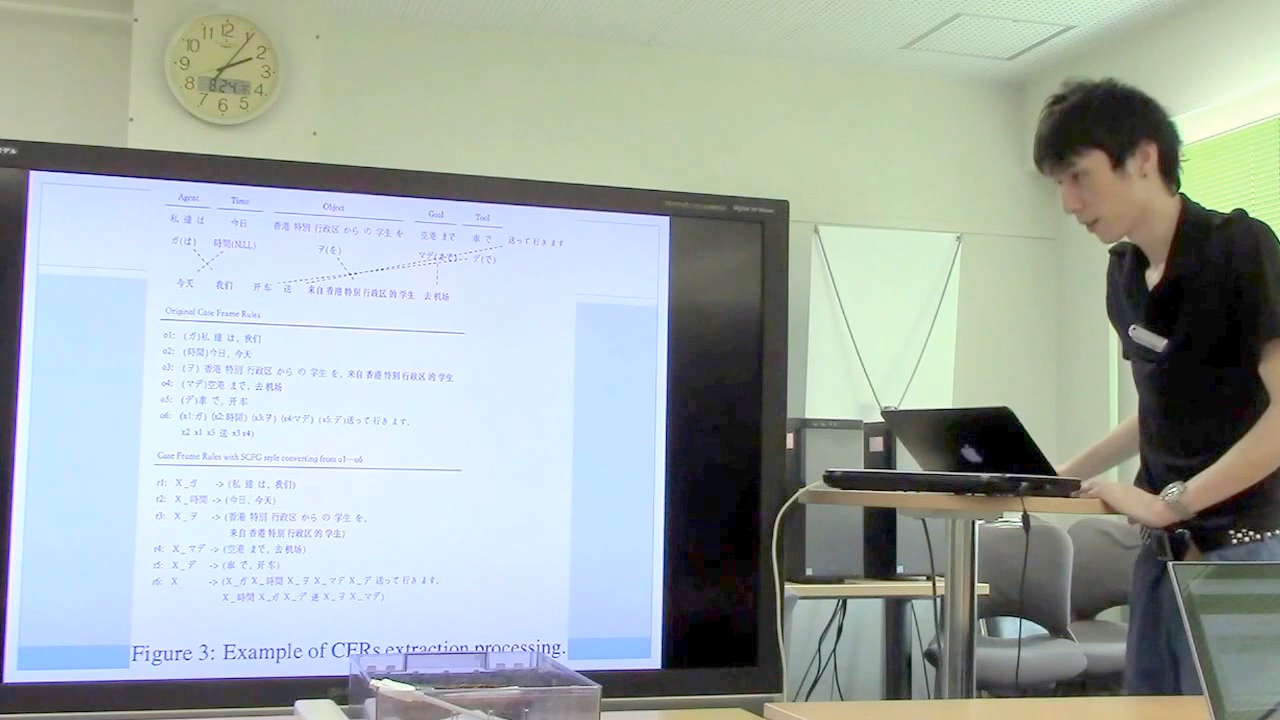 12
1
2
3
4
5
6
7
8
9
10
11
8.24
Agent Time Object Goal Tool
私 達 は 今日 香港 特別 行政区 から の 学生 を 空港 まで 車 で 送って 行き ます
ガ(は) 時間(NULL) ヲ(を) マデ(まで) デ(で)
今天 我们 开车 送 来自 香港 特别 行政区 的 学生 去 机场
Original Case Frame Rules
o1: (ガ)私 達 は, 我们
o2: (時間)今日, 今天
o3: (ヲ) 香港 特別 行政区 から の 学生 を, 来自 香港 特别 行政区 的 学生
o4: (マデ)空港 まで, 去 机场
o5: (デ)車 で, 开车
o6: (x1:ガ) (x2:時間) (x3:ヲ) (x4:マデ) (x5:デ)送って 行き ます,
x2 x1 x5 送 x3 x4)
Case Frame Rules with SCFG style converting from o1—o6
r1: X_ガ -> (私 達 は, 我们)
r2: X_時間 -> (今日, 今天)
r3: X_ヲ -> (香港 特別 行政区 から の 学生 を,
来自 香港 特别 行政区 的 学生)
r4: X_マデ -> (空港 まで, 去 机场)
r5: X_デ -> (車 で, 开车)
r6: X -> (X_ガ X_時間 X_ヲ X_マデ X_デ 送って 行き ます,
X_時間 X_ガ X_デ 送 X_ヲ X_マデ)
Figure 3: Example of CFRs extraction processing.